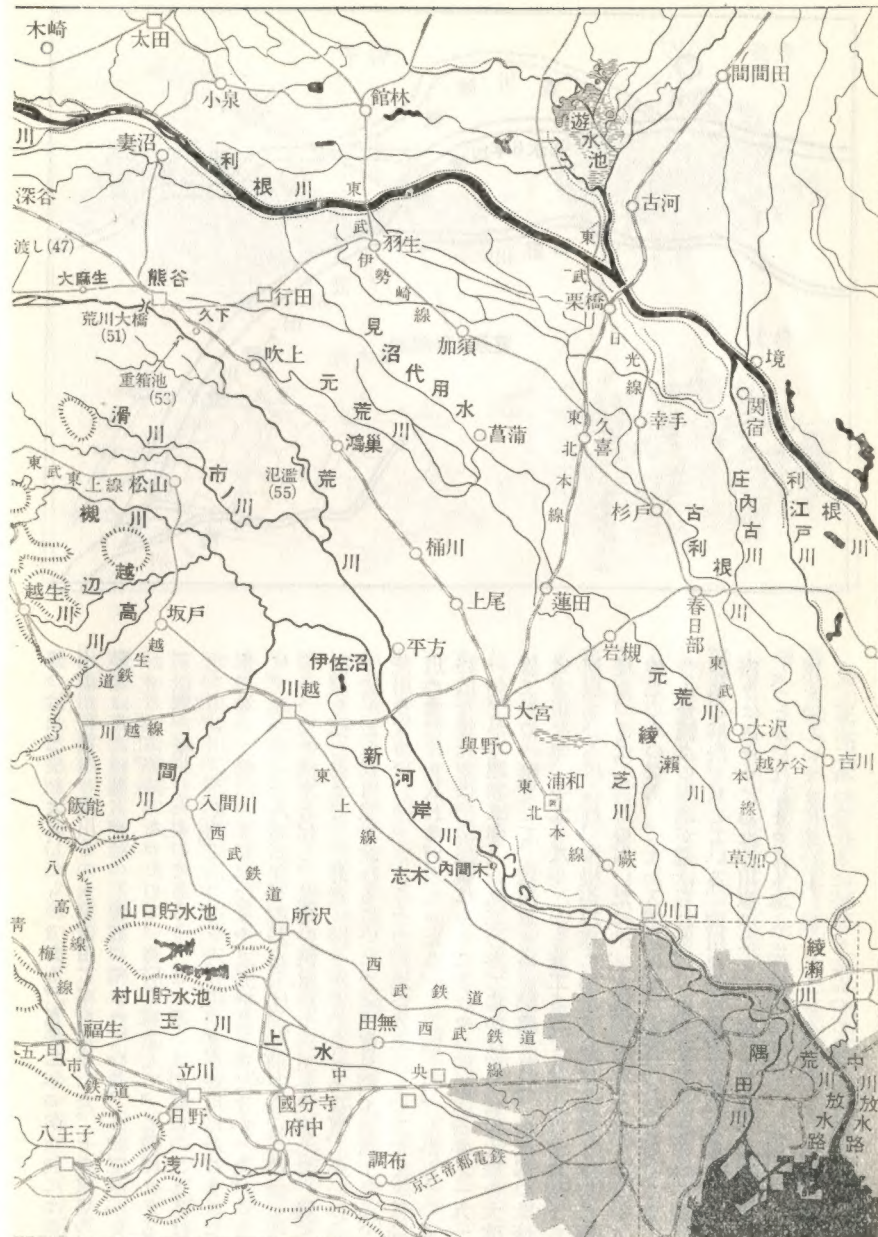 木崎
太田
小泉
館林
間間田
遊水池
妻沼
利根川
川
深谷
古河
渡し(47)
東武伊勢崎線
羽生
東武日光線
栗橋
大麻生
熊谷
行田
久下
荒川大橋
(51)
見沼代用水
加須
境
重箱池
(53)
吹上
元荒川
関宿
滑川
菖蒲
久喜
幸手
鴻巣
東北本線
東武東上線
松山
市ノ川
氾濫
(55)
荒川
庄内古川
利根川
江戸川
槻川
杉戸
古利根川
桶川
越辺川
越生
高川
坂戸
上尾
蓮田
春日部
越生鉄道
平方
岩槻
伊佐沼
川越
大宮
元荒川
東武本線
大沢
川越線
與野
綾瀬川
越ヶ谷
吉川
入間川
新河岸川
東上線
浦和
芝川
飯能
入間川
東北本線
西武鉄道
志木
内間木
蕨
草加
八高線
山口貯水池
所沢
川口
青梅線
綾瀬川
村山貯水池
西武鉄道
福生
玉川上水
田無
西武鉄道
中央線
隅田川
荒川放水路
中川放水路
五日市鉄道
立川
國分寺
日野
府中
八王子
浅川
調布
京王帝都電鉄